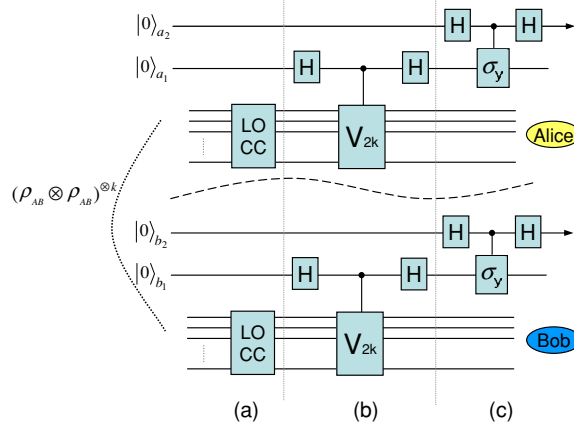 |0⟩a₂ H H
|0⟩a₁ H H σy
LO
CC
V2k
Alice
(ρAB ⊗ ρAB)⊗k
|0⟩b₂ H H
|0⟩b₁ H H σy
LO
CC
V2k
Bob
(a) (b) (c)